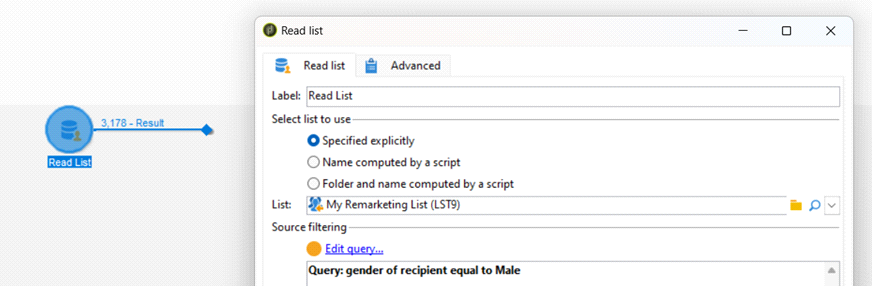 Read list
Read list Advanced
Label: Read List
Select list to use
Specified explicitly
Name computed by a script
Folder and name computed by a script
List: My Remarketing List (LST9)
Source filtering
Edit query...
Query: gender of recipient equal to Male
3,178 - Result
Read List